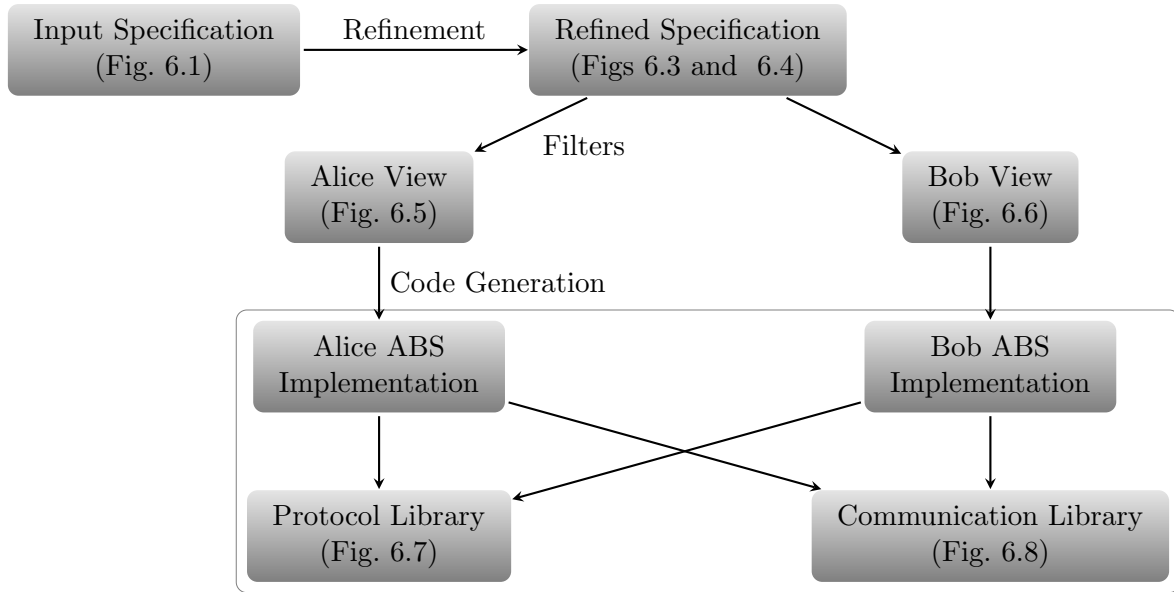 Input Specification
(Fig. 6.1)
Refinement
Refined Specification
(Figs 6.3 and 6.4)
Filters
Alice View
(Fig. 6.5)
Bob View
(Fig. 6.6)
Code Generation
Alice ABS
Implementation
Bob ABS
Implementation
Protocol Library
(Fig. 6.7)
Communication Library
(Fig. 6.8)